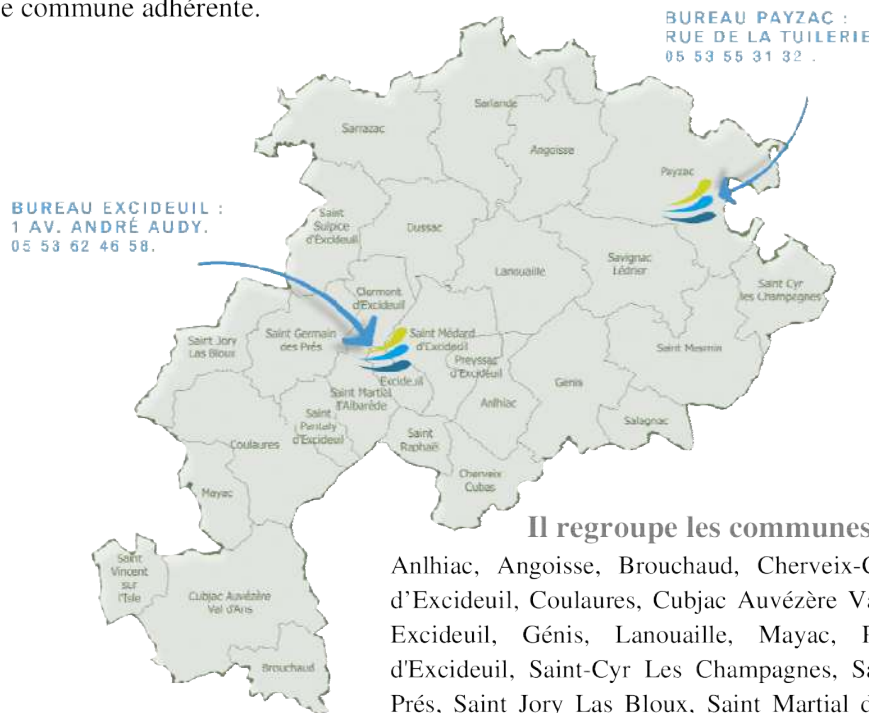 e commune adhérente.
BUREAU PAYZAC :
RUE DE LA TUILERIE
05 53 55 31 32 .
Sarlande
Sarrazac
Angoisse
Payzac
BUREAU EXCIDEUIL :
1 AV. ANDRÉ AUDY.
05 53 62 46 58.
Saint
Sulpice
d'Excideuil
Dussac
Savignac
Lédrier
Lanouaille
Saint Cyr
les Champagnes
Clermont
d'Excideuil
Saint Jory
Las Bloux
Saint Germain
des Prés
Saint Médard
d'Excideuil
Saint Mesmin
Preyssac
d'Excideuil
Excideuil
Génis
Saint Martial
d'Albarède
Anlhiac
Saint
Pantaly
d'Excideuil
Salagnac
Saint
Raphaël
Coulaures
Cherveix
Cubas
Mayac
Il regroupe les communes
Saint
Vincent
sur
l'Isle
Cubjac Auvézère
Val d'Ans
Brouchaud
Anlhiac, Angoisse, Brouchaud, Cherveix-C
d'Excideuil, Coulaures, Cubjac Auvézère Va
Excideuil, Génis, Lanouaille, Mayac, P
d'Excideuil, Saint-Cyr Les Champagnes, Sa
Prés, Saint Jory Las Bloux, Saint Martial d